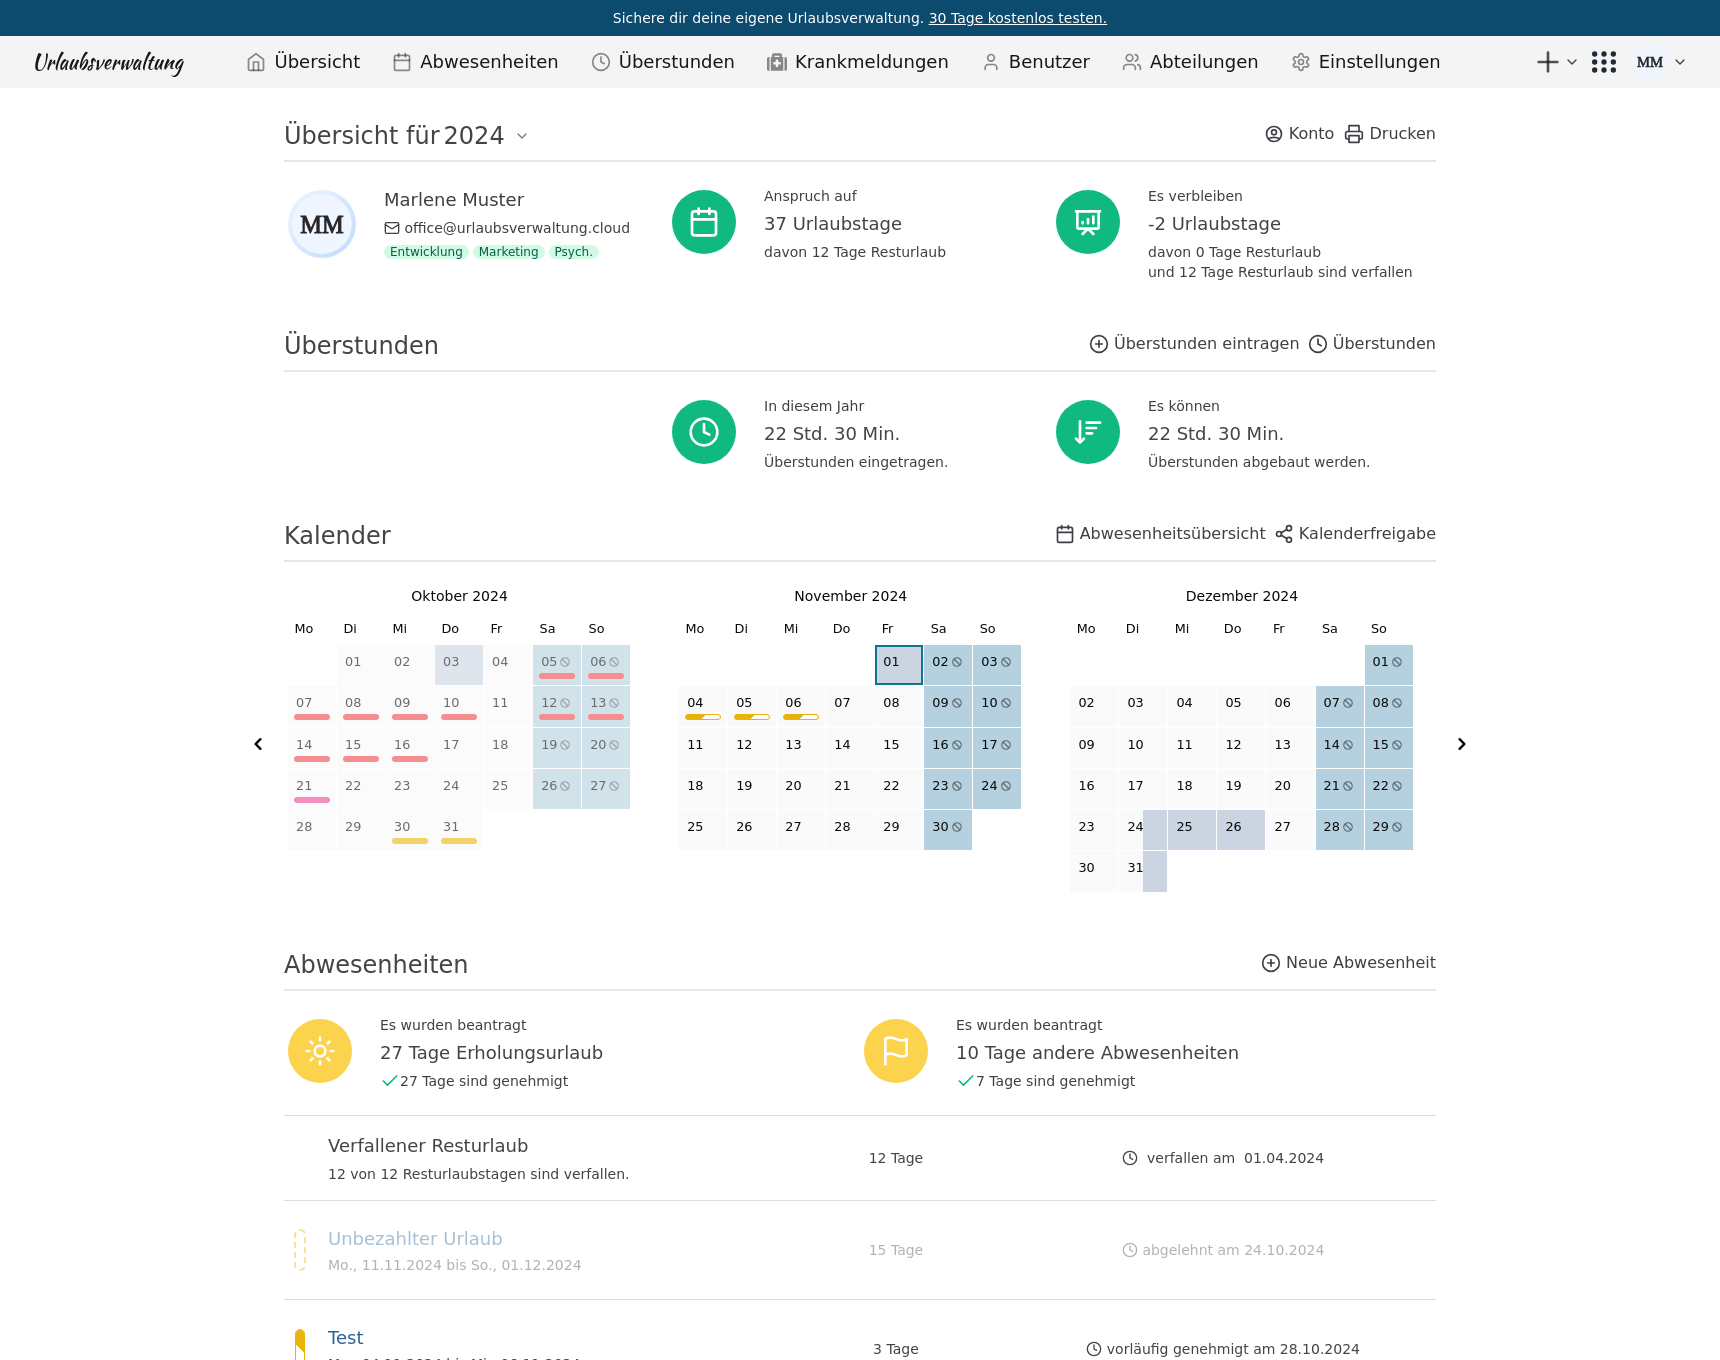 Sichere dir deine eigene Urlaubsverwaltung. 30 Tage kostenlos testen.
Urlaubsverwaltung Übersicht Abwesenheiten Überstunden Krankmeldungen Benutzer Abteilungen Einstellungen MM
Übersicht für 2024 Konto Drucken
MM
Marlene Muster
office@urlaubsverwaltung.cloud
Entwicklung Marketing Psych.
Anspruch auf
37 Urlaubstage
davon 12 Tage Resturlaub
Es verbleiben
-2 Urlaubstage
davon 0 Tage Resturlaub
und 12 Tage Resturlaub sind verfallen
Überstunden Überstunden eintragen Überstunden
In diesem Jahr
22 Std. 30 Min.
Überstunden eingetragen.
Es können
22 Std. 30 Min.
Überstunden abgebaut werden.
Kalender Abwesenheitsübersicht Kalenderfreigabe
Oktober 2024
Mo Di Mi Do Fr Sa So
01 02 03 04 05 06
07 08 09 10 11 12 13
14 15 16 17 18 19 20
21 22 23 24 25 26 27
28 29 30 31
November 2024
Mo Di Mi Do Fr Sa So
01 02 03
04 05 06 07 08 09 10
11 12 13 14 15 16 17
18 19 20 21 22 23 24
25 26 27 28 29 30
Dezember 2024
Mo Di Mi Do Fr Sa So
01
02 03 04 05 06 07 08
09 10 11 12 13 14 15
16 17 18 19 20 21 22
23 24 25 26 27 28 29
30 31
Abwesenheiten Neue Abwesenheit
Es wurden beantragt
27 Tage Erholungsurlaub
27 Tage sind genehmigt
Es wurden beantragt
10 Tage andere Abwesenheiten
7 Tage sind genehmigt
Verfallener Resturlaub
12 von 12 Resturlaubstagen sind verfallen.
12 Tage
verfallen am 01.04.2024
Unbezahlter Urlaub
Mo., 11.11.2024 bis So., 01.12.2024
15 Tage
abgelehnt am 24.10.2024
Test
3 Tage
vorläufig genehmigt am 28.10.2024